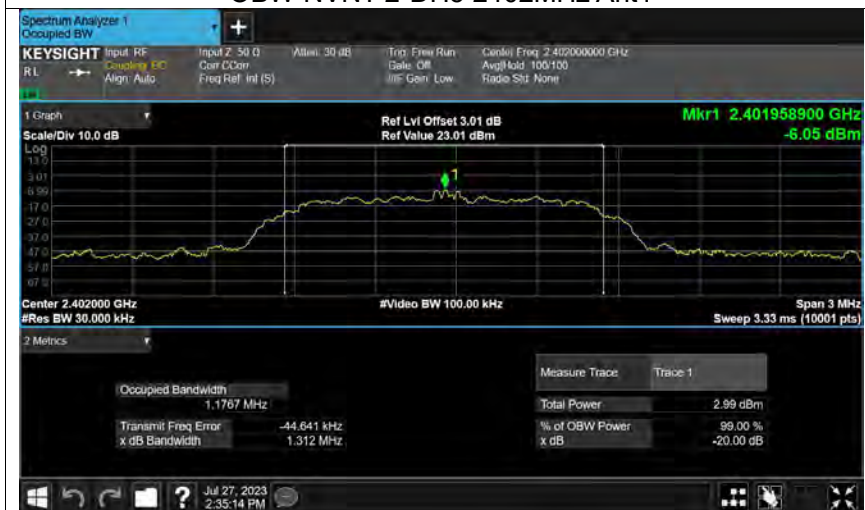 Spectrum Analyzer 1
Occupied BW
KEYSIGHT Input: RF Input Z: 50 Ω Atten: 30 dB Trig: Free Run Center Freq: 2.402000000 GHz
RL Coupling: DC Corr CCorr Gate: Off Avg|Hold: 100/100
Align: Auto Freq Ref: Int (S) #IF Gain: Low Radio Std: None
1 Graph
Scale/Div 10.0 dB Ref Lvl Offset 3.01 dB Mkr1 2.401958900 GHz
Ref Value 23.01 dBm -6.05 dBm
Log
13.0
3.01
-6.99
-17.0
-27.0
-37.0
-47.0
-57.0
-67.0
1
Center 2.402000 GHz #Video BW 100.00 kHz Span 3 MHz
#Res BW 30.000 kHz Sweep 3.33 ms (10001 pts)
2 Metrics
Measure Trace Trace 1
Occupied Bandwidth
1.1767 MHz Total Power 2.99 dBm
Transmit Freq Error -44.641 kHz % of OBW Power 99.00 %
x dB Bandwidth 1.312 MHz x dB -20.00 dB
Jul 27, 2023
2:35:14 PM